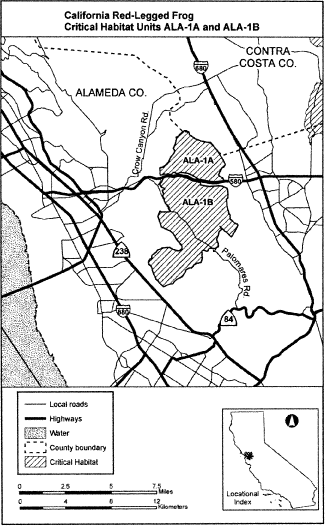 California Red-Legged Frog
Critical Habitat Units ALA-1A and ALA-1B
CONTRA
COSTA CO.
680
ALAMEDA CO.
Crow Canyon Rd
ALA-1A
580
ALA-1B
238
Palomares Rd.
84
880
Local roads
Highways
Water
County boundary
Critical Habitat
0 2.5 5 7.5
Miles
0 4 8 12
Kilometers
Locational
Index